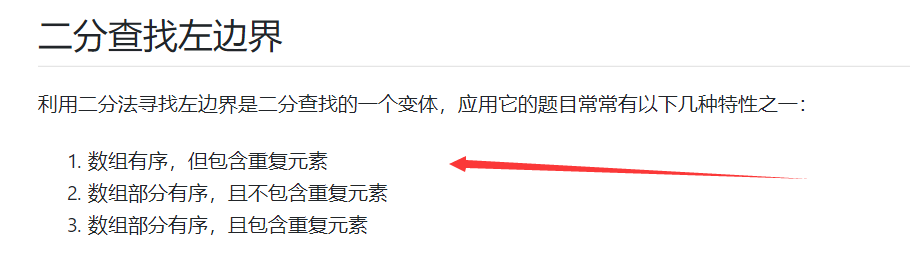 二分查找左边界
利用二分法寻找左边界是二分查找的一个变体，应用它的题目常常有以下几种特性之一：
1. 数组有序，但包含重复元素
2. 数组部分有序，且不包含重复元素
3. 数组部分有序，且包含重复元素